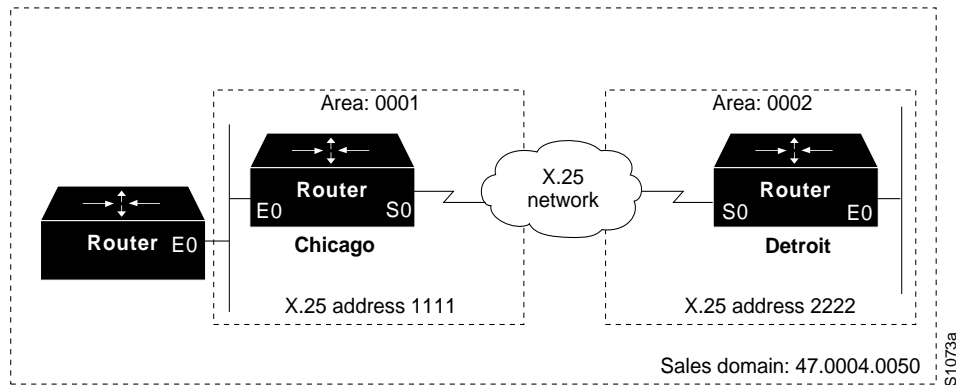 Area: 0001
Area: 0002
X.25
network
Router
E0
S0
Chicago
Router
S0
E0
Detroit
Router
E0
X.25 address 1111
X.25 address 2222
Sales domain: 47.0004.0050
S1073a